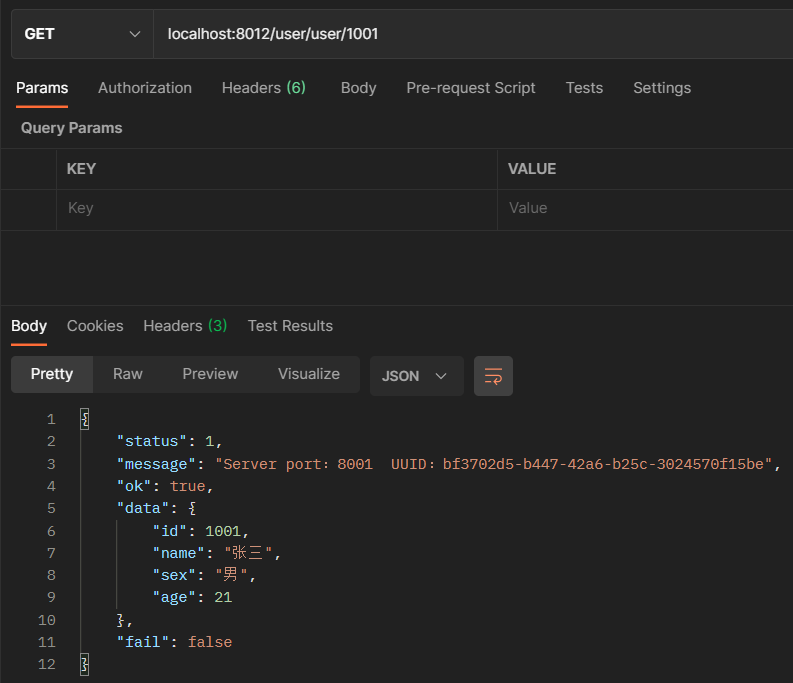 GET localhost:8012/user/user/1001
Params Authorization Headers (6) Body Pre-request Script Tests Settings
Query Params
KEY VALUE
Key Value
Body Cookies Headers (3) Test Results
Pretty Raw Preview Visualize JSON
1 {
2 "status": 1,
3 "message": "Server port：8001  UUID：bf3702d5-b447-42a6-b25c-3024570f15be",
4 "ok": true,
5 "data": {
6 "id": 1001,
7 "name": "张三",
8 "sex": "男",
9 "age": 21
10 },
11 "fail": false
12 }